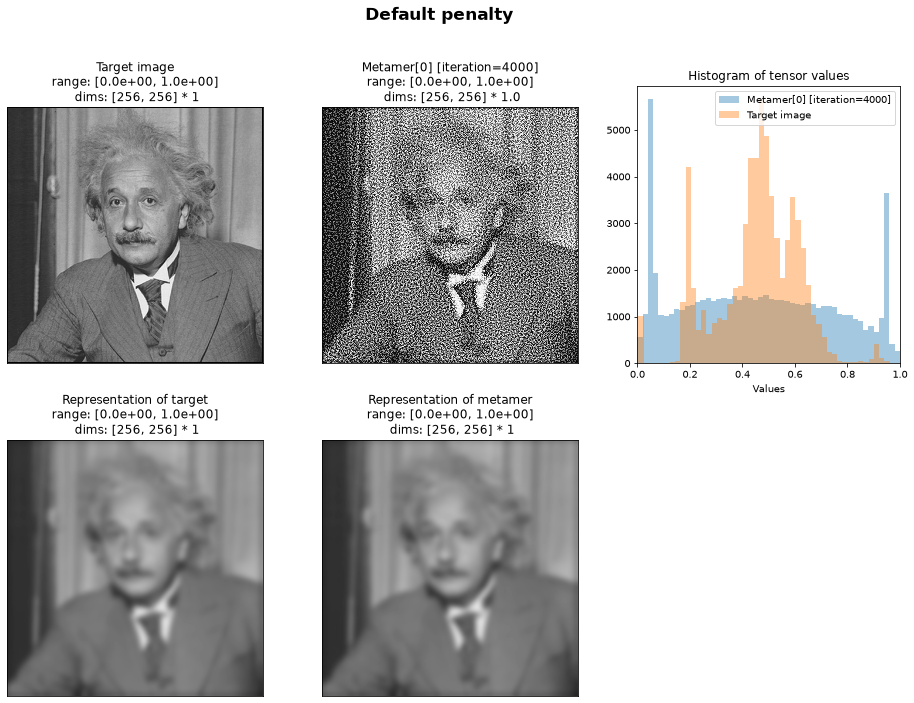 Default penalty
Target image
range: [0.0e+00, 1.0e+00]
dims: [256, 256] * 1
Metamer[0] [iteration=4000]
range: [0.0e+00, 1.0e+00]
dims: [256, 256] * 1.0
Histogram of tensor values
Metamer[0] [iteration=4000]
Target image
5000
4000
3000
2000
1000
0
0.0 0.2 0.4 0.6 0.8 1.0
Values
Representation of target
range: [0.0e+00, 1.0e+00]
dims: [256, 256] * 1
Representation of metamer
range: [0.0e+00, 1.0e+00]
dims: [256, 256] * 1